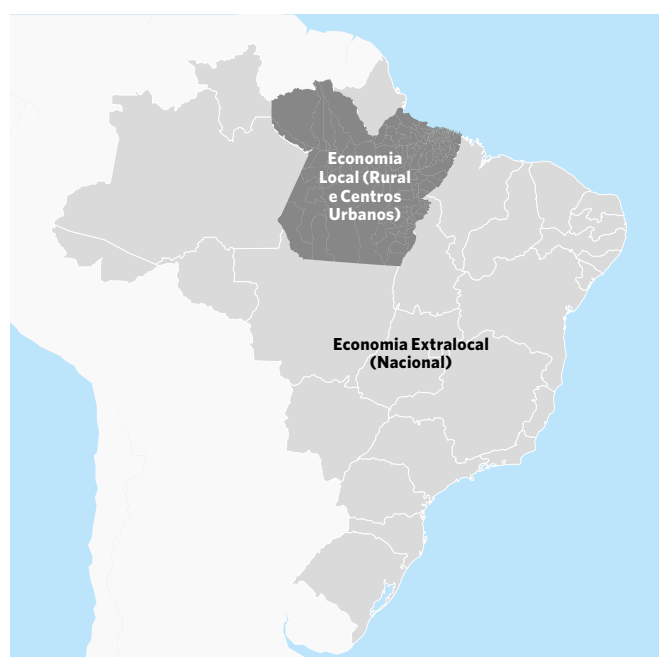 Economia
Local (Rural
e Centros
Urbanos)
Economia Extralocal
(Nacional)